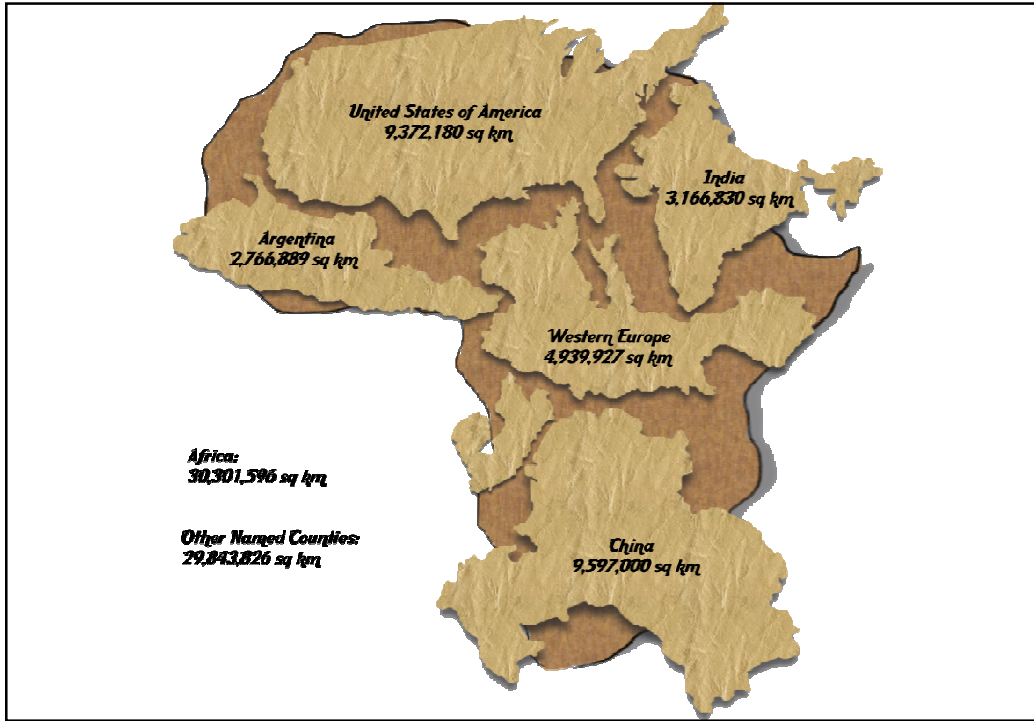 United States of America
9,372,180 sq km
India
3,166,830 sq km
Argentina
2,766,889 sq km
Western Europe
4,939,927 sq km
Africa:
30,301,596 sq km
Other Named Counties:
29,843,826 sq km
China
9,597,000 sq km